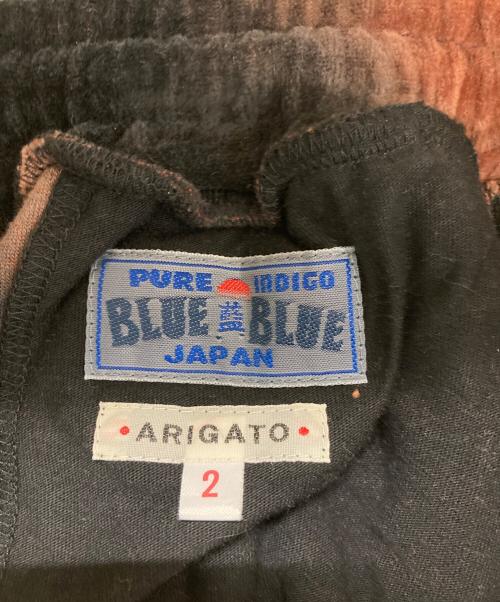 PURE INDIGO
BLUE 藍 BLUE
JAPAN
• ARIGATO •
2